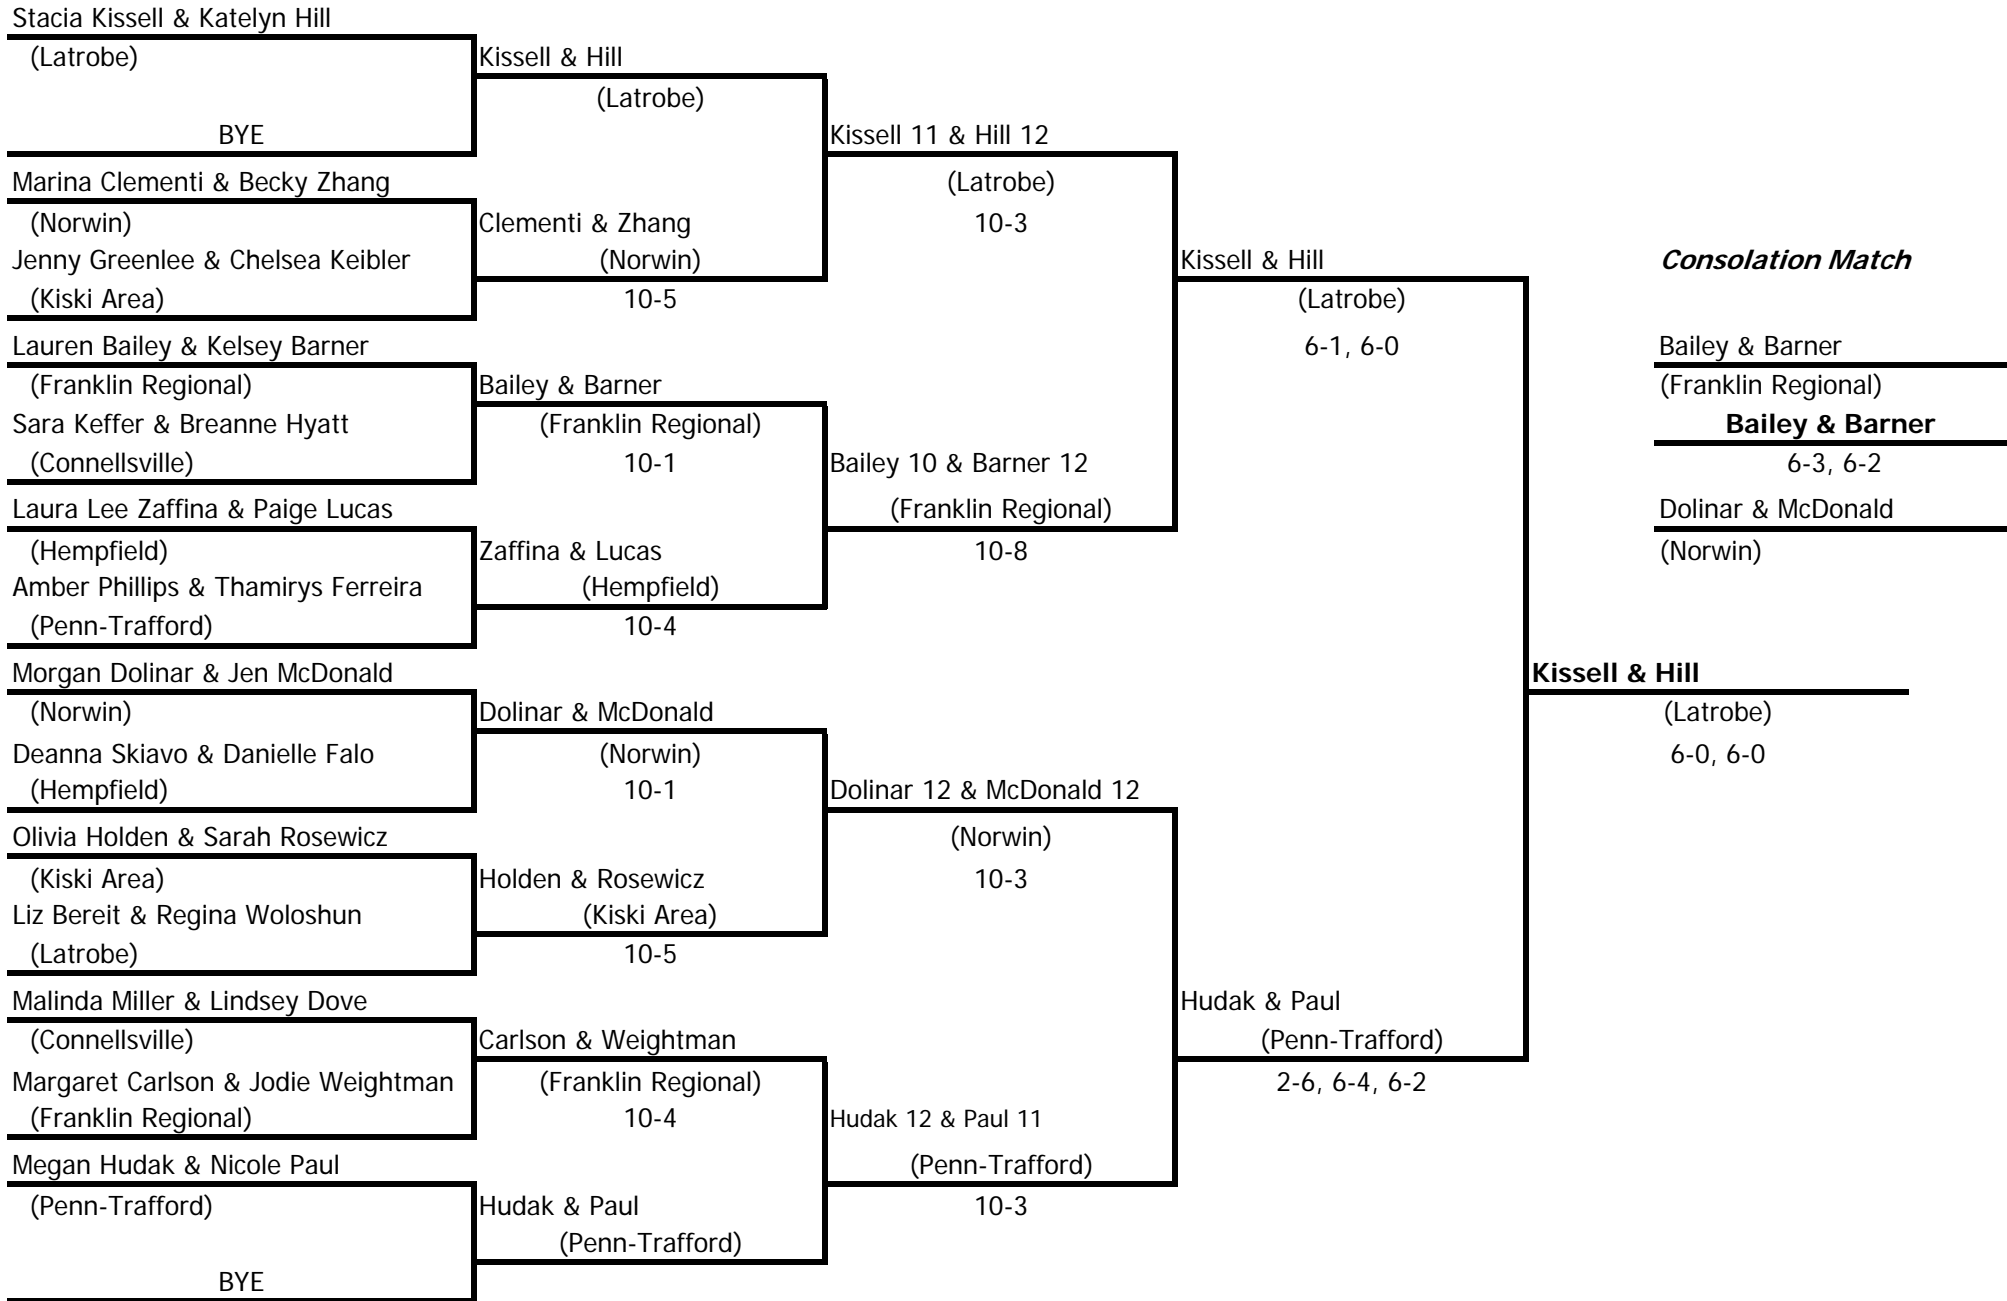 Stacia Kissell & Katelyn Hill
(Latrobe)
BYE
Marina Clementi & Becky Zhang
(Norwin)
Jenny Greenlee & Chelsea Keibler
(Kiski Area)
Lauren Bailey & Kelsey Barner
(Franklin Regional)
Sara Keffer & Breanne Hyatt
(Connellsville)
Laura Lee Zaffina & Paige Lucas
(Hempfield)
Amber Phillips & Thamirys Ferreira
(Penn-Trafford)
Morgan Dolinar & Jen McDonald
(Norwin)
Deanna Skiavo & Danielle Falo
(Hempfield)
Olivia Holden & Sarah Rosewicz
(Kiski Area)
Liz Bereit & Regina Woloshun
(Latrobe)
Malinda Miller & Lindsey Dove
(Connellsville)
Margaret Carlson & Jodie Weightman
(Franklin Regional)
Megan Hudak & Nicole Paul
(Penn-Trafford)
BYE
Kissell & Hill
(Latrobe)
Clementi & Zhang
(Norwin)
10-5
Bailey & Barner
(Franklin Regional)
10-1
Zaffina & Lucas
(Hempfield)
10-4
Dolinar & McDonald
(Norwin)
10-1
Holden & Rosewicz
(Kiski Area)
10-5
Carlson & Weightman
(Franklin Regional)
10-4
Hudak & Paul
(Penn-Trafford)
Kissell 11 & Hill 12
(Latrobe)
10-3
Bailey 10 & Barner 12
(Franklin Regional)
10-8
Dolinar 12 & McDonald 12
(Norwin)
10-3
Hudak 12 & Paul 11
(Penn-Trafford)
10-3
Kissell & Hill
(Latrobe)
6-1, 6-0
Hudak & Paul
(Penn-Trafford)
2-6, 6-4, 6-2
Kissell & Hill
(Latrobe)
6-0, 6-0
Consolation Match
Bailey & Barner
(Franklin Regional)
Bailey & Barner
6-3, 6-2
Dolinar & McDonald
(Norwin)